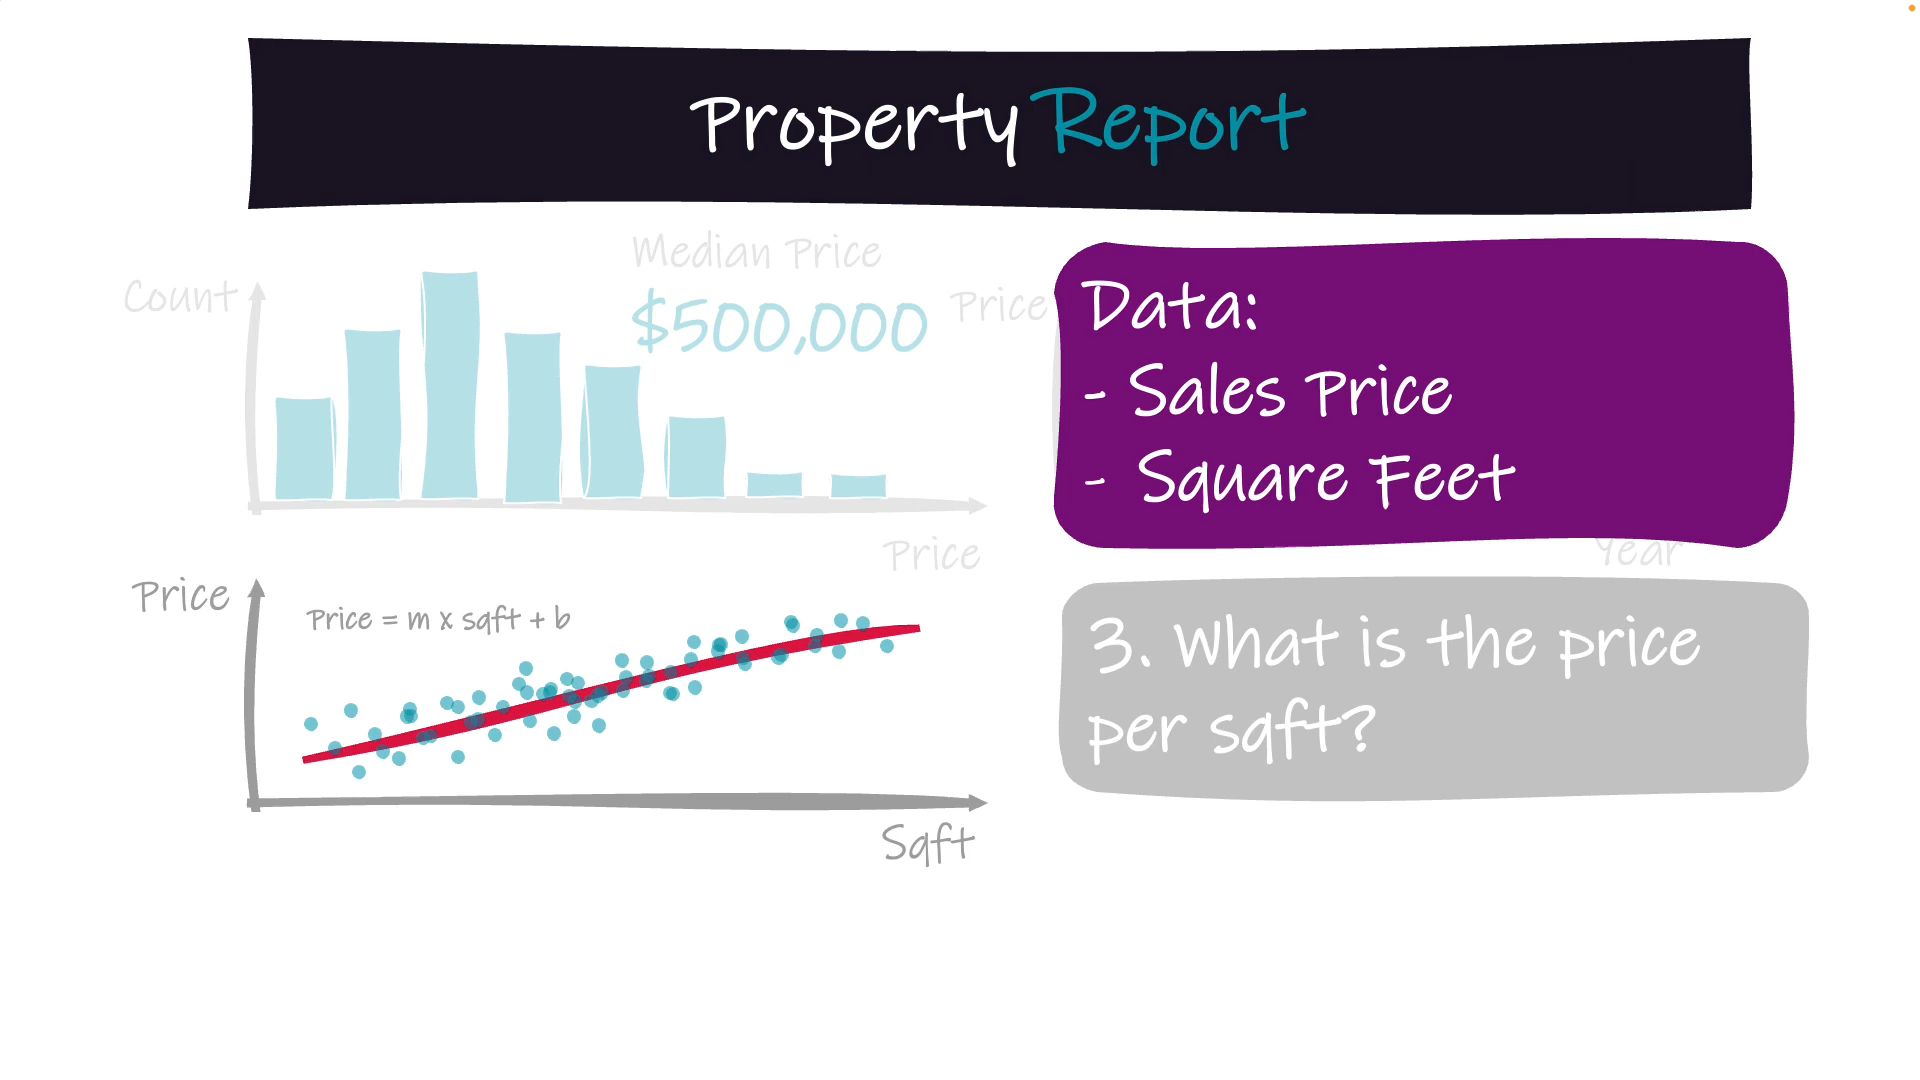 Property Report
Median Price
$500,000
Count
Price
Price
Data:
- Sales Price
- Square Feet
Year
Price
Price = m x sqft + b
Sqft
3. What is the price
per sqft?